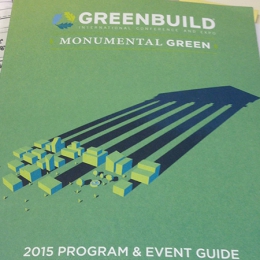 GREENBUILD
INTERNATIONAL CONFERENCE AND EXPO
MONUMENTAL GREEN
2015 PROGRAM & EVENT GUIDE